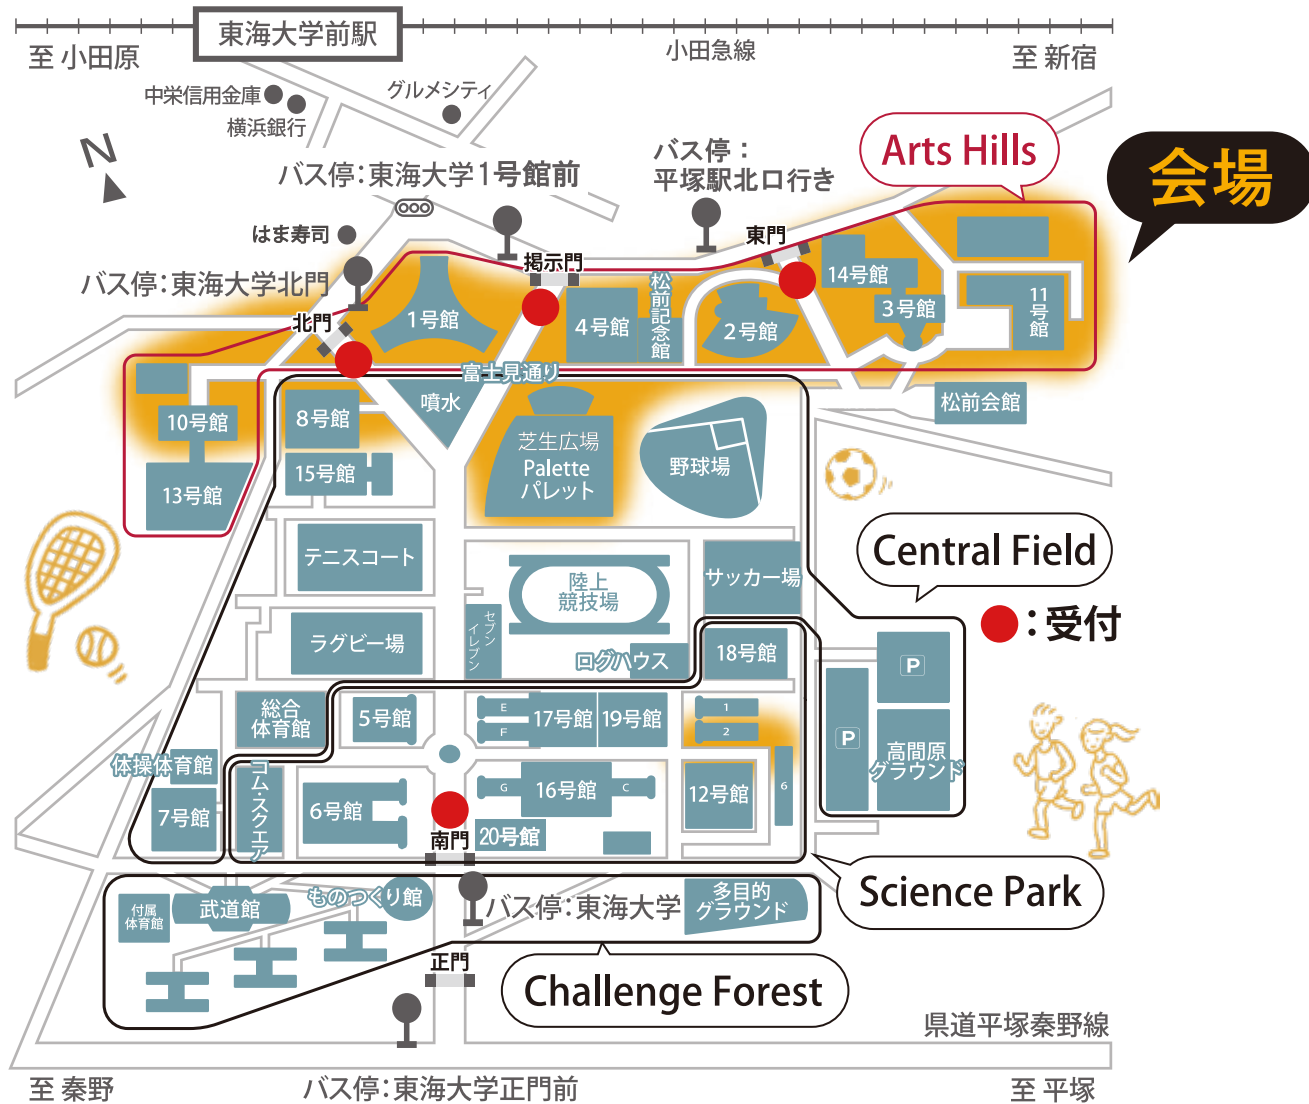 東海大学前駅
至 小田原
小田急線
至 新宿
中栄信用金庫
横浜銀行
グルメシティ
N
バス停:東海大学1号館前
バス停:
平塚駅北口行き
Arts Hills
会場
はま寿司
バス停:東海大学北門
掲示門
東門
北門
1号館
4号館
松前記念館
2号館
14号館
3号館
11号館
富士見通り
松前会館
10号館
8号館
噴水
芝生広場
Palette
パレット
野球場
13号館
15号館
Central Field
テニスコート
陸上
競技場
サッカー場
:受付
セブン
イレブン
ラグビー場
ログハウス
18号館
P
総合
体育館
5号館
E
F
17号館
19号館
1
2
P
高間原
グラウンド
体操体育館
コム・スクエア
7号館
6号館
G
16号館
C
12号館
6
20号館
南門
Science Park
付属
体育館
武道館
ものつくり館
バス停:東海大学
多目的
グラウンド
正門
Challenge Forest
県道平塚秦野線
至 秦野
バス停:東海大学正門前
至 平塚